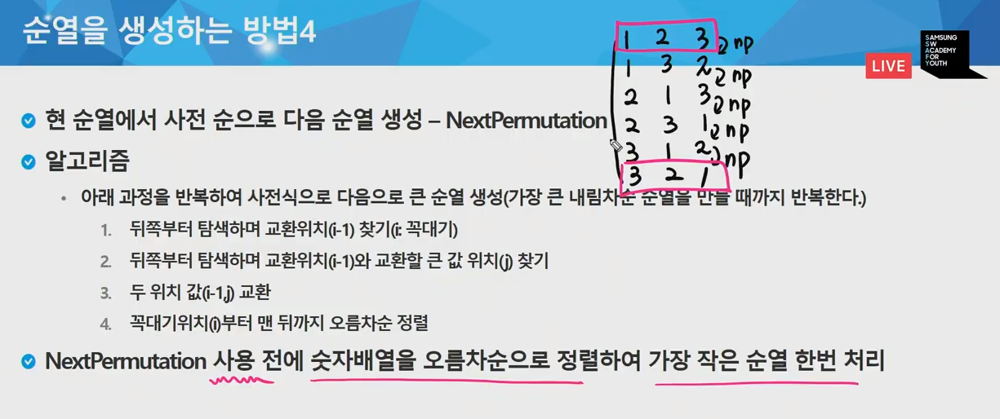 순열을 생성하는 방법4
1 2 3 np
1 3 2 np
2 1 3 np
2 3 1 np
3 1 2 np
3 2 1
LIVE
SAMSUNG
SW
ACADEMY
FOR
YOUTH
현 순열에서 사전 순으로 다음 순열 생성 – NextPermutation
알고리즘
• 아래 과정을 반복하여 사전식으로 다음으로 큰 순열 생성(가장 큰 내림차순 순열을 만들 때까지 반복한다.)
1. 뒤쪽부터 탐색하며 교환위치(i-1) 찾기(i: 꼭대기)
2. 뒤쪽부터 탐색하며 교환위치(i-1)와 교환할 큰 값 위치(j) 찾기
3. 두 위치 값(i-1,j) 교환
4. 꼭대기위치(i)부터 맨 뒤까지 오름차순 정렬
NextPermutation 사용 전에 숫자배열을 오름차순으로 정렬하여 가장 작은 순열 한번 처리